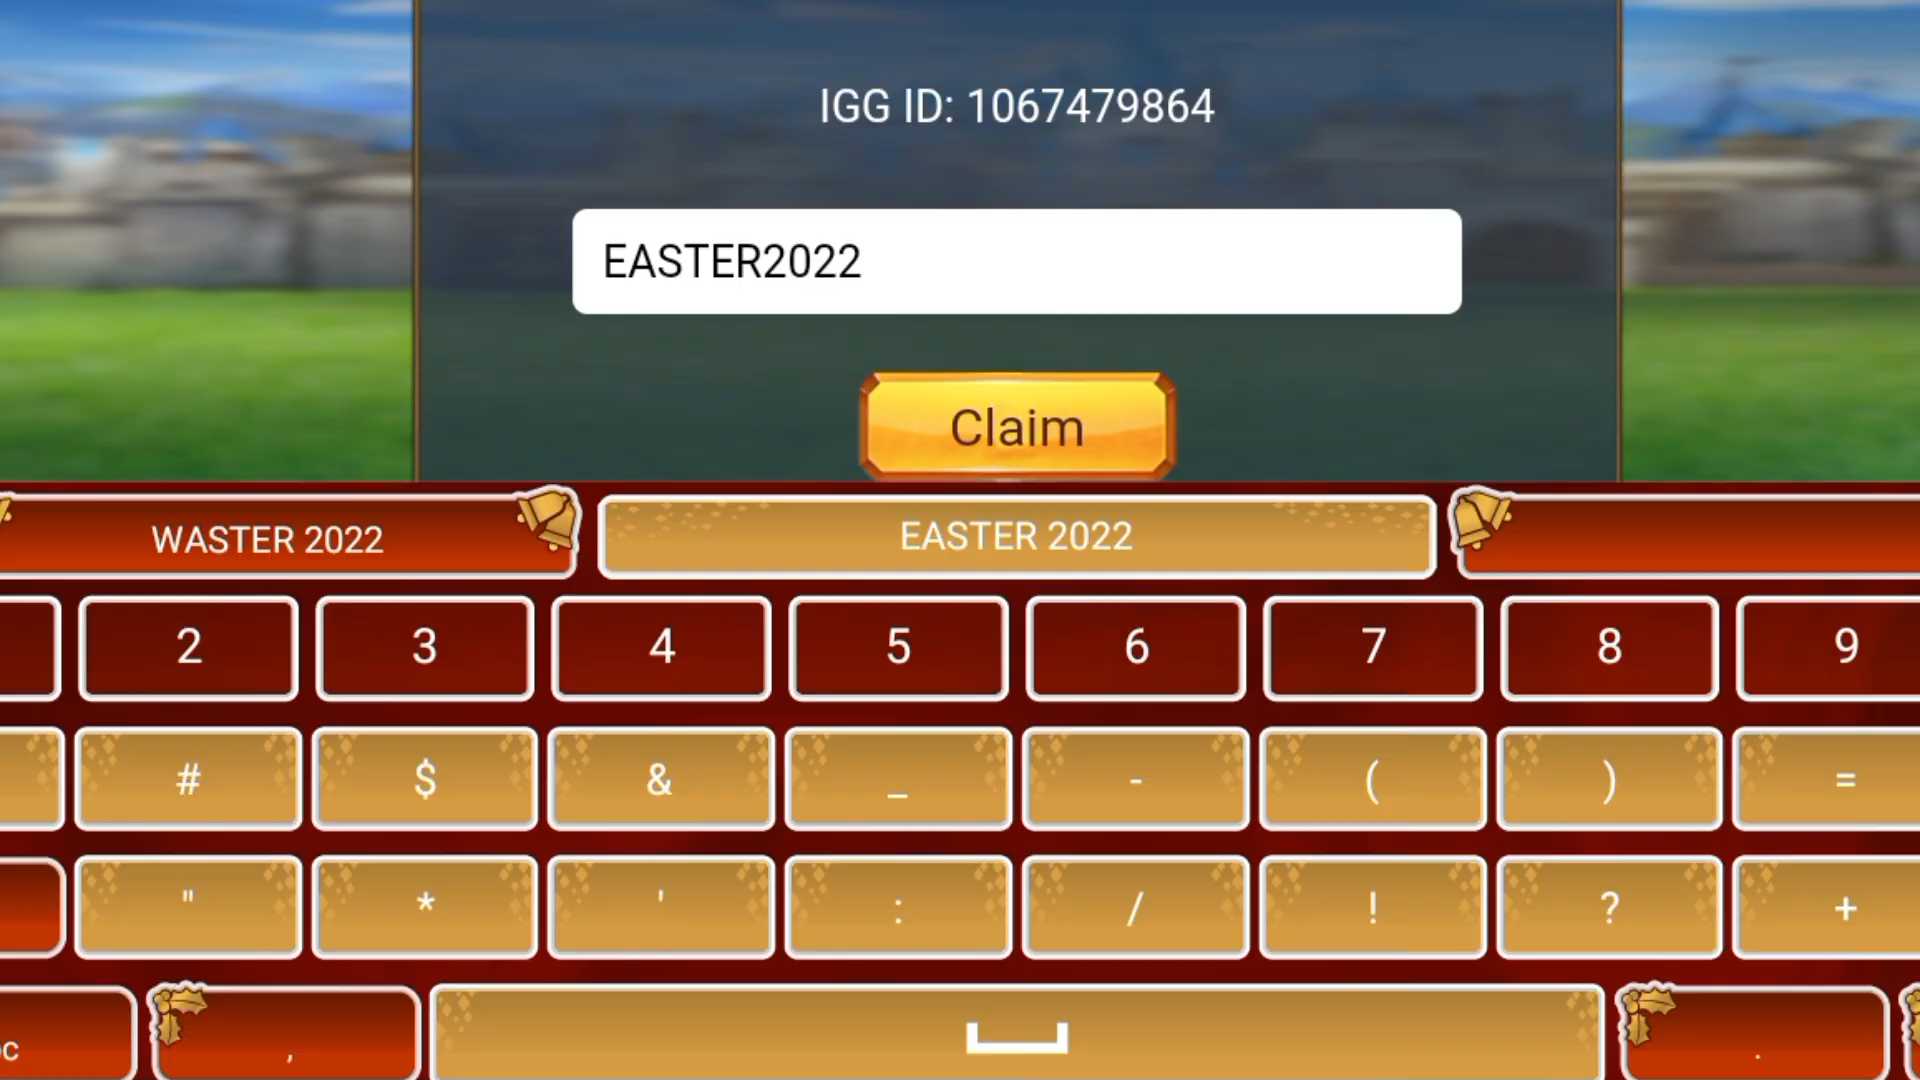 IGG ID: 1067479864
EASTER2022
Claim
WASTER 2022 EASTER 2022
2 3 4 5 6 7 8 9
# $ & _ - ( ) =
" * ' : / ! ? +
c , .